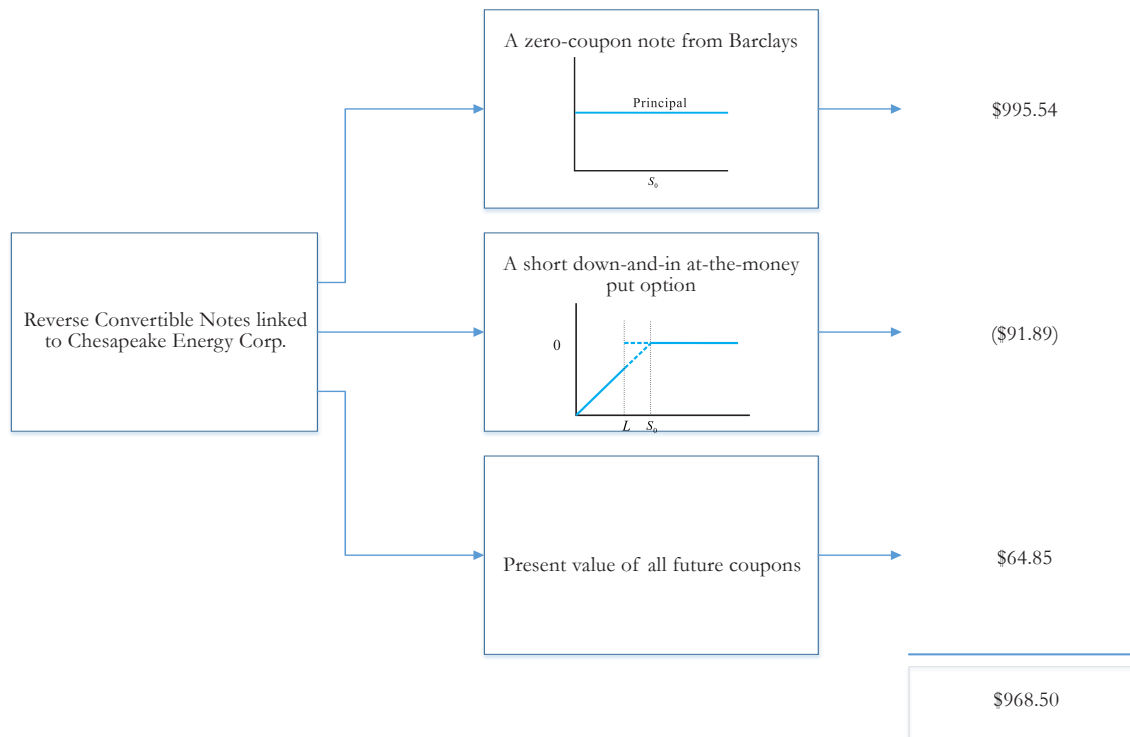 A zero-coupon note from Barclays
Principal
S₀
$995.54
Reverse Convertible Notes linked
to Chesapeake Energy Corp.
A short down-and-in at-the-money
put option
0
L S₀
($91.89)
Present value of all future coupons
$64.85
$968.50